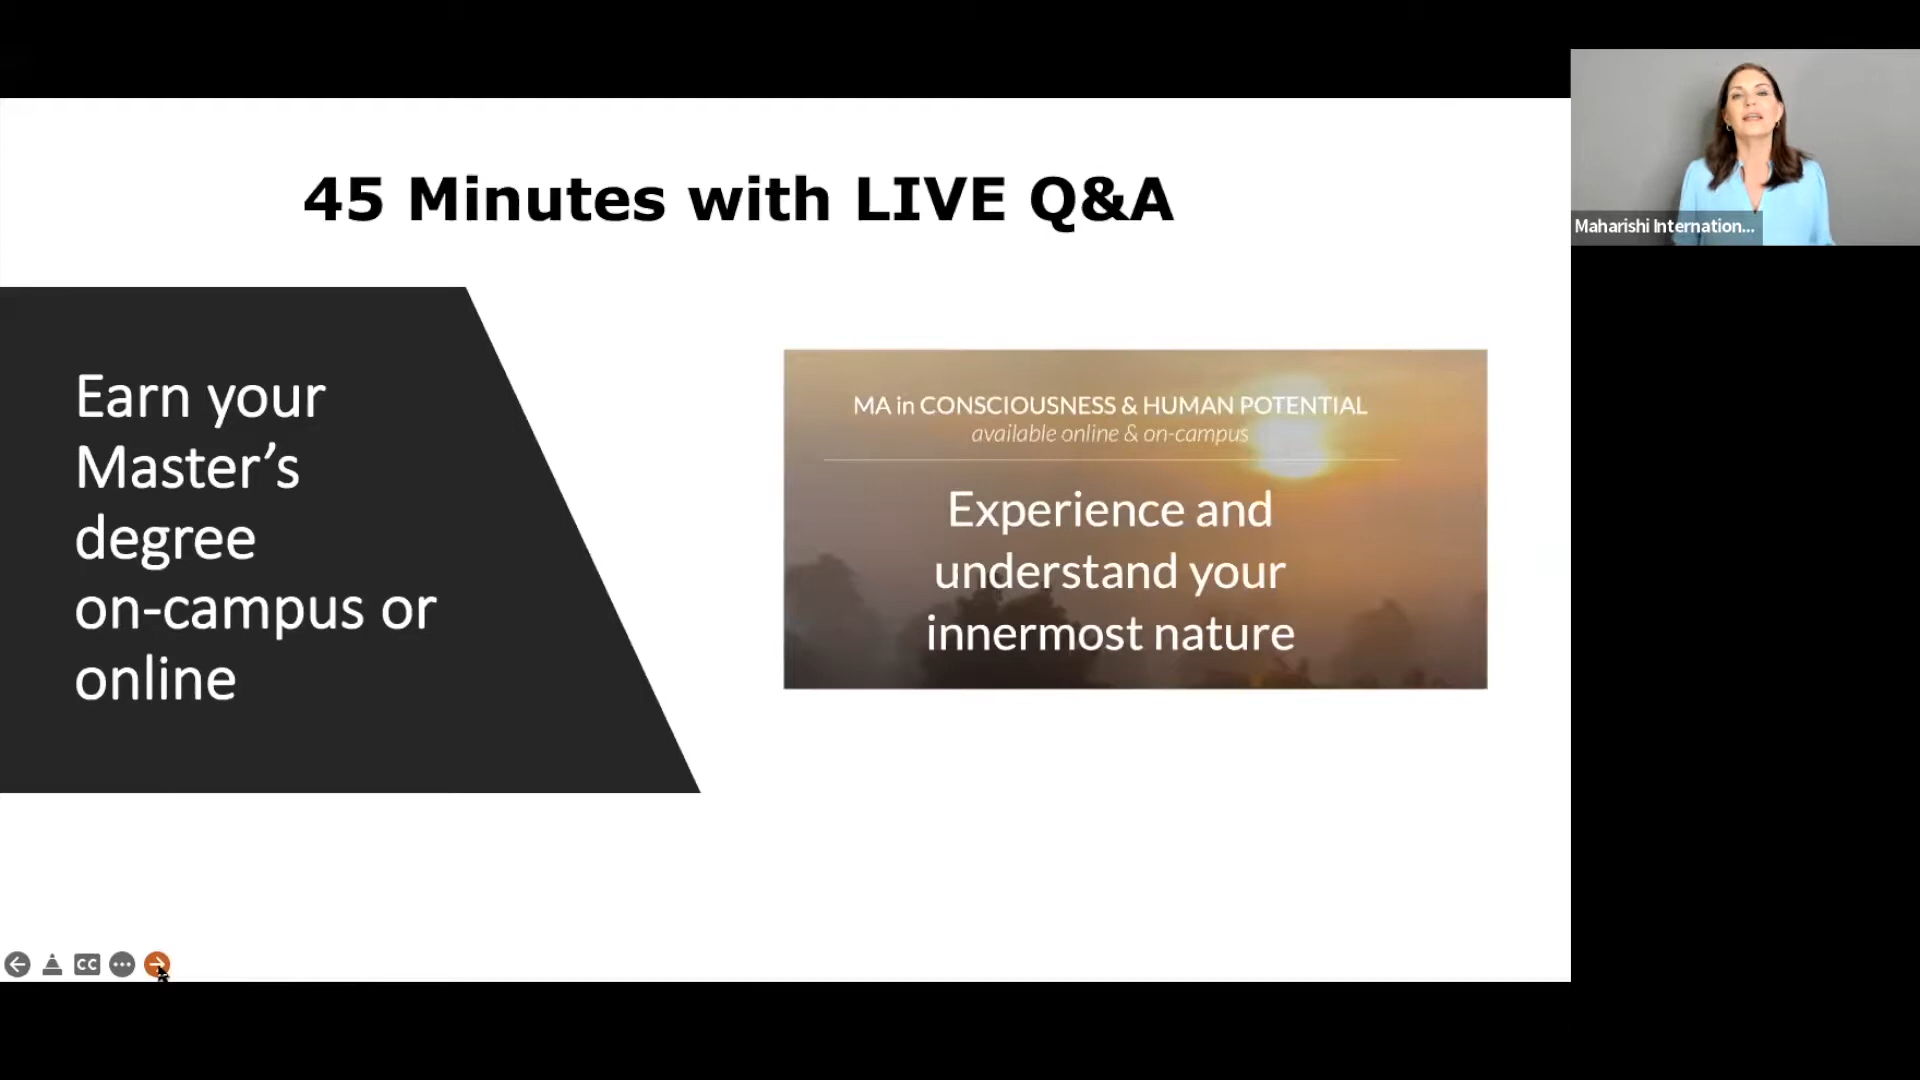 45 Minutes with LIVE Q&A
Earn your
Master’s
degree
on-campus or
online
MA in CONSCIOUSNESS & HUMAN POTENTIAL
available online & on-campus
Experience and
understand your
innermost nature
Maharishi Internation...
CC